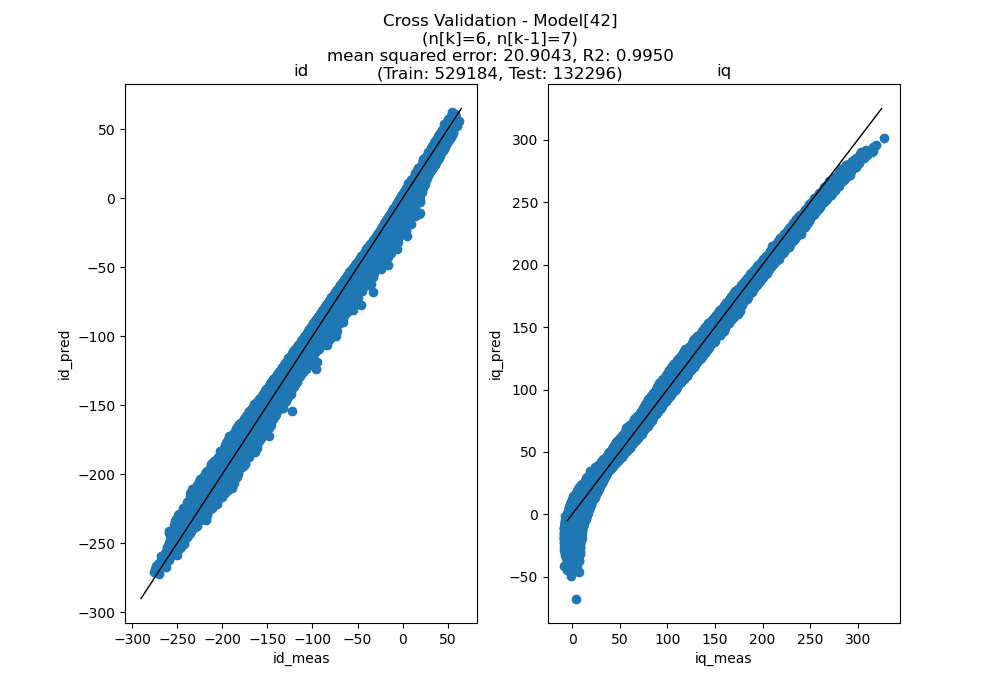 Cross Validation - Model[42]
(n[k]=6, n[k-1]=7)
mean squared error: 20.9043, R2: 0.9950
(Train: 529184, Test: 132296)
id
50
0
−50
−100
−150
−200
−250
−300
id_pred
−300 −250 −200 −150 −100 −50 0 50
id_meas
iq
300
250
200
150
100
50
0
−50
iq_pred
0 50 100 150 200 250 300
iq_meas